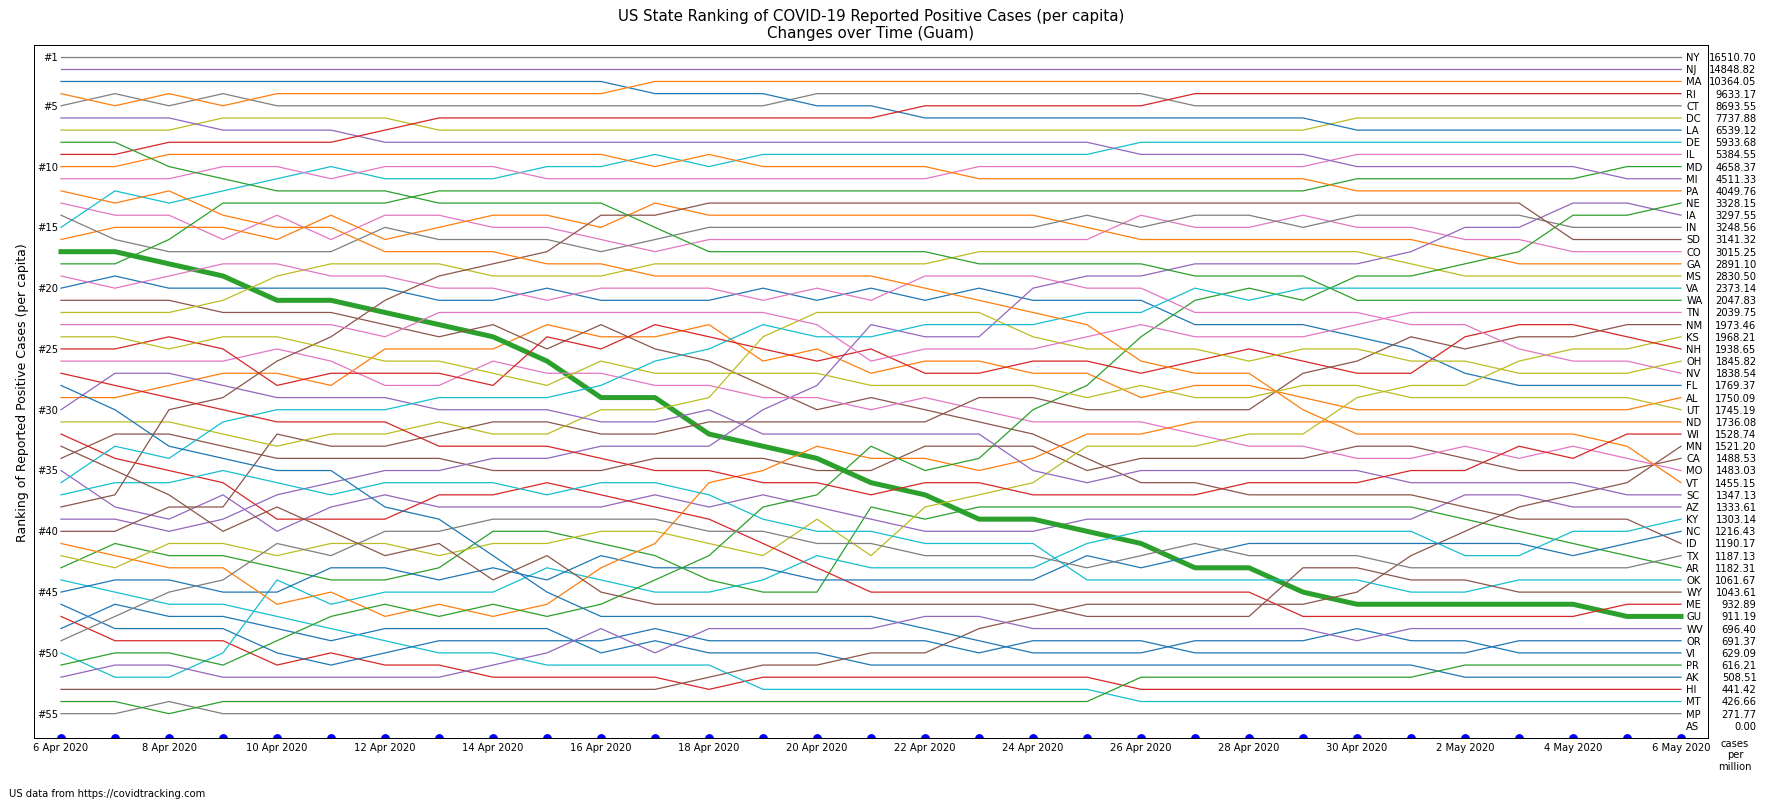 US State Ranking of COVID-19 Reported Positive Cases (per capita)
Changes over Time (Guam)
Ranking of Reported Positive Cases (per capita)
#1
#5
#10
#15
#20
#25
#30
#35
#40
#45
#50
#55
NY 16510.70
NJ 14848.82
MA 10364.05
RI 9633.17
CT 8693.55
DC 7737.88
LA 6539.12
DE 5933.68
IL 5384.55
MD 4658.37
MI 4511.33
PA 4049.76
NE 3328.15
IA 3297.55
IN 3248.56
SD 3141.32
CO 3015.25
GA 2891.10
MS 2830.50
VA 2373.14
WA 2047.83
TN 2039.75
NM 1973.46
KS 1968.21
NH 1938.65
OH 1845.82
NV 1838.54
FL 1769.37
AL 1750.09
UT 1745.19
ND 1736.08
WI 1528.74
MN 1521.20
CA 1488.53
MO 1483.03
VT 1455.15
SC 1347.13
AZ 1333.61
KY 1303.14
NC 1216.43
ID 1190.17
TX 1187.13
AR 1182.31
OK 1061.67
WY 1043.61
ME 932.89
GU 911.19
WV 696.40
OR 691.37
VI 629.09
PR 616.21
AK 508.51
HI 441.42
MT 426.66
MP 271.77
AS 0.00
6 Apr 2020 8 Apr 2020 10 Apr 2020 12 Apr 2020 14 Apr 2020 16 Apr 2020 18 Apr 2020 20 Apr 2020 22 Apr 2020 24 Apr 2020 26 Apr 2020 28 Apr 2020 30 Apr 2020 2 May 2020 4 May 2020 6 May 2020
cases
per
million
US data from https://covidtracking.com